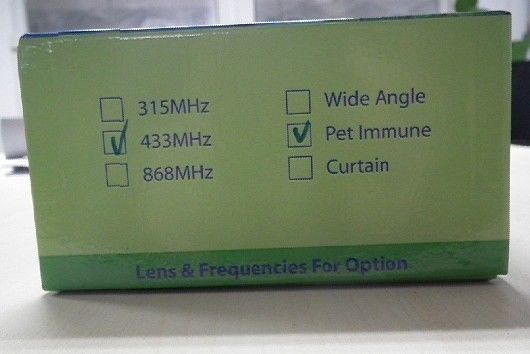 315MHz
433MHz
868MHz
Wide Angle
Pet Immune
Curtain
Lens & Frequencies For Option